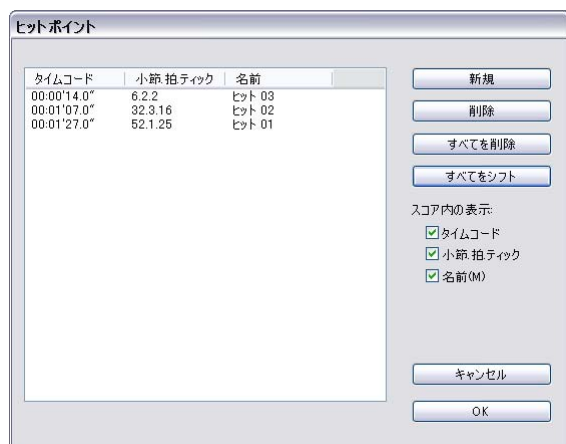 ヒットポイント
タイムコード 小節.拍.ティック 名前
00:00'14.0" 6.2.2 ヒット 03
00:01'07.0" 32.3.16 ヒット 02
00:01'27.0" 52.1.25 ヒット 01
新規
削除
すべてを削除
すべてをシフト
スコア内の表示:
タイムコード
小節.拍.ティック
名前(M)
キャンセル
OK